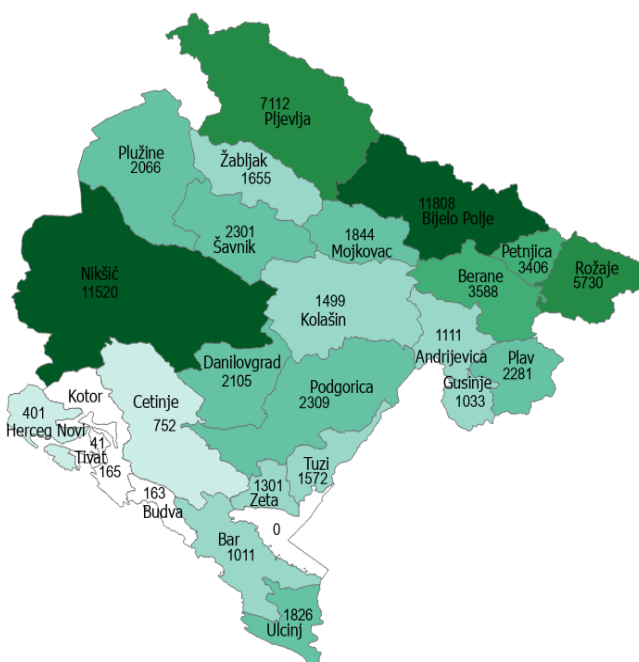 7112
Pljevlja
Plužine
2066
Žabljak
1655
11808
Bijelo Polje
2301
Šavnik
1844
Mojkovac
Petnjica
3406
Rožaje
5730
Nikšić
11520
Berane
3588
1499
Kolašin
1111
Andrijevica
Plav
2281
Gusinje
1033
Danilovgrad
2105
Podgorica
2309
Kotor
Cetinje
752
401
Herceg Novi
41
Tivat
165
Tuzi
1572
1301
Zeta
163
Budva
0
Bar
1011
1826
Ulcinj